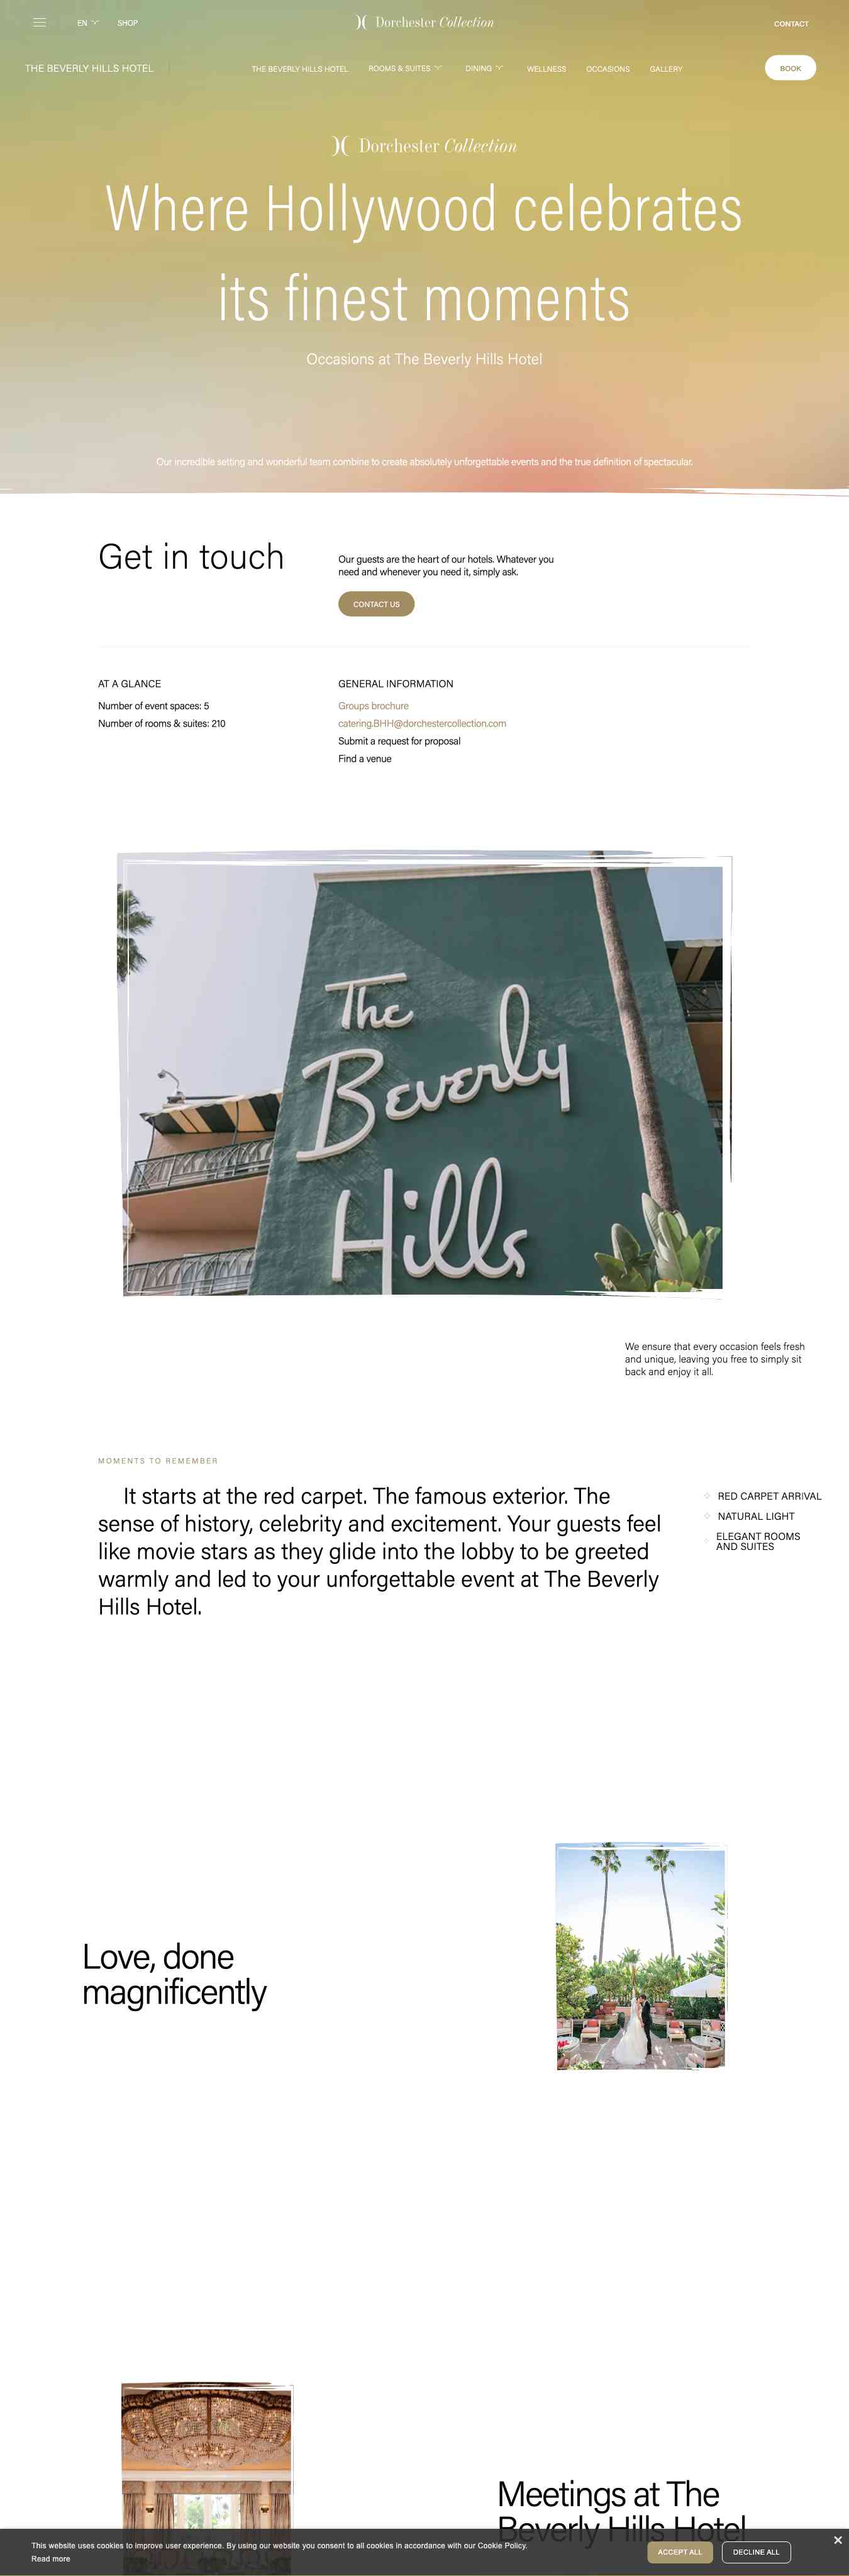 EN
SHOP
Dorchester Collection
CONTACT
THE BEVERLY HILLS HOTEL
THE BEVERLY HILLS HOTEL
ROOMS & SUITES
DINING
WELLNESS
OCCASIONS
GALLERY
BOOK
Dorchester Collection
Where Hollywood celebrates
its finest moments
Occasions at The Beverly Hills Hotel
Our incredible setting and wonderful team combine to create absolutely unforgettable events and the true definition of spectacular.
Get in touch
Our guests are the heart of our hotels. Whatever you
need and whenever you need it, simply ask.
CONTACT US
AT A GLANCE
Number of event spaces: 5
Number of rooms & suites: 210
GENERAL INFORMATION
Groups brochure
catering.BHH@dorchestercollection.com
Submit a request for proposal
Find a venue
The
Beverly
Hills
We ensure that every occasion feels fresh
and unique, leaving you free to simply sit
back and enjoy it all.
MOMENTS TO REMEMBER
It starts at the red carpet. The famous exterior. The
sense of history, celebrity and excitement. Your guests feel
like movie stars as they glide into the lobby to be greeted
warmly and led to your unforgettable event at The Beverly
Hills Hotel.
RED CARPET ARRIVAL
NATURAL LIGHT
ELEGANT ROOMS
AND SUITES
Love, done
magnificently
Meetings at The
Beverly Hills Hotel
This website uses cookies to improve user experience. By using our website you consent to all cookies in accordance with our Cookie Policy.
Read more
ACCEPT ALL
DECLINE ALL